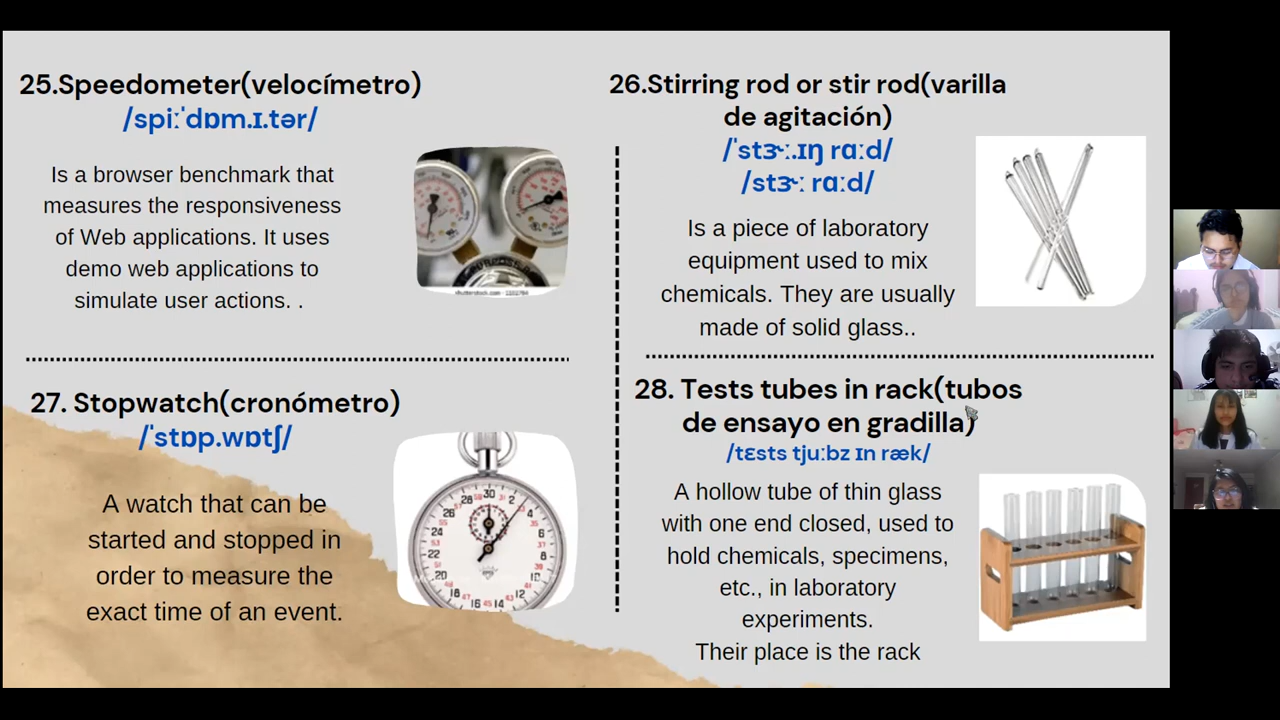 25.Speedometer(velocímetro)
/spiːˈdɒm.ɪ.tər/
Is a browser benchmark that
measures the responsiveness
of Web applications. It uses
demo web applications to
simulate user actions. .
26.Stirring rod or stir rod(varilla
de agitación)
/ˈstɝː.ɪŋ rɑːd/
/stɝː rɑːd/
Is a piece of laboratory
equipment used to mix
chemicals. They are usually
made of solid glass..
27. Stopwatch(cronómetro)
/ˈstɒp.wɒtʃ/
A watch that can be
started and stopped in
order to measure the
exact time of an event.
28. Tests tubes in rack(tubos
de ensayo en gradilla)
/tɛsts tjuːbz ɪn ræk/
A hollow tube of thin glass
with one end closed, used to
hold chemicals, specimens,
etc., in laboratory
experiments.
Their place is the rack